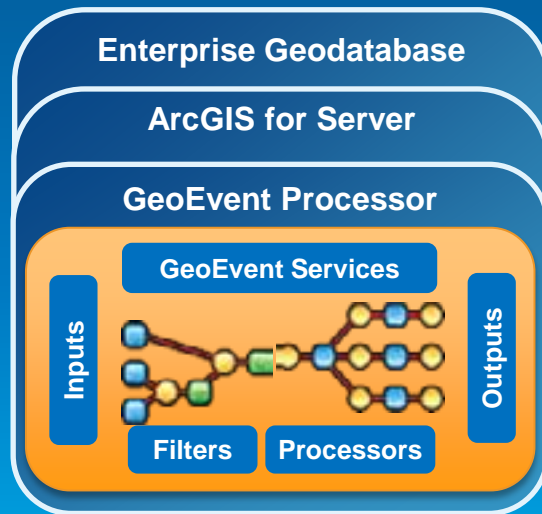 Enterprise Geodatabase
ArcGIS for Server
GeoEvent Processor
GeoEvent Services
Inputs
Outputs
Filters
Processors